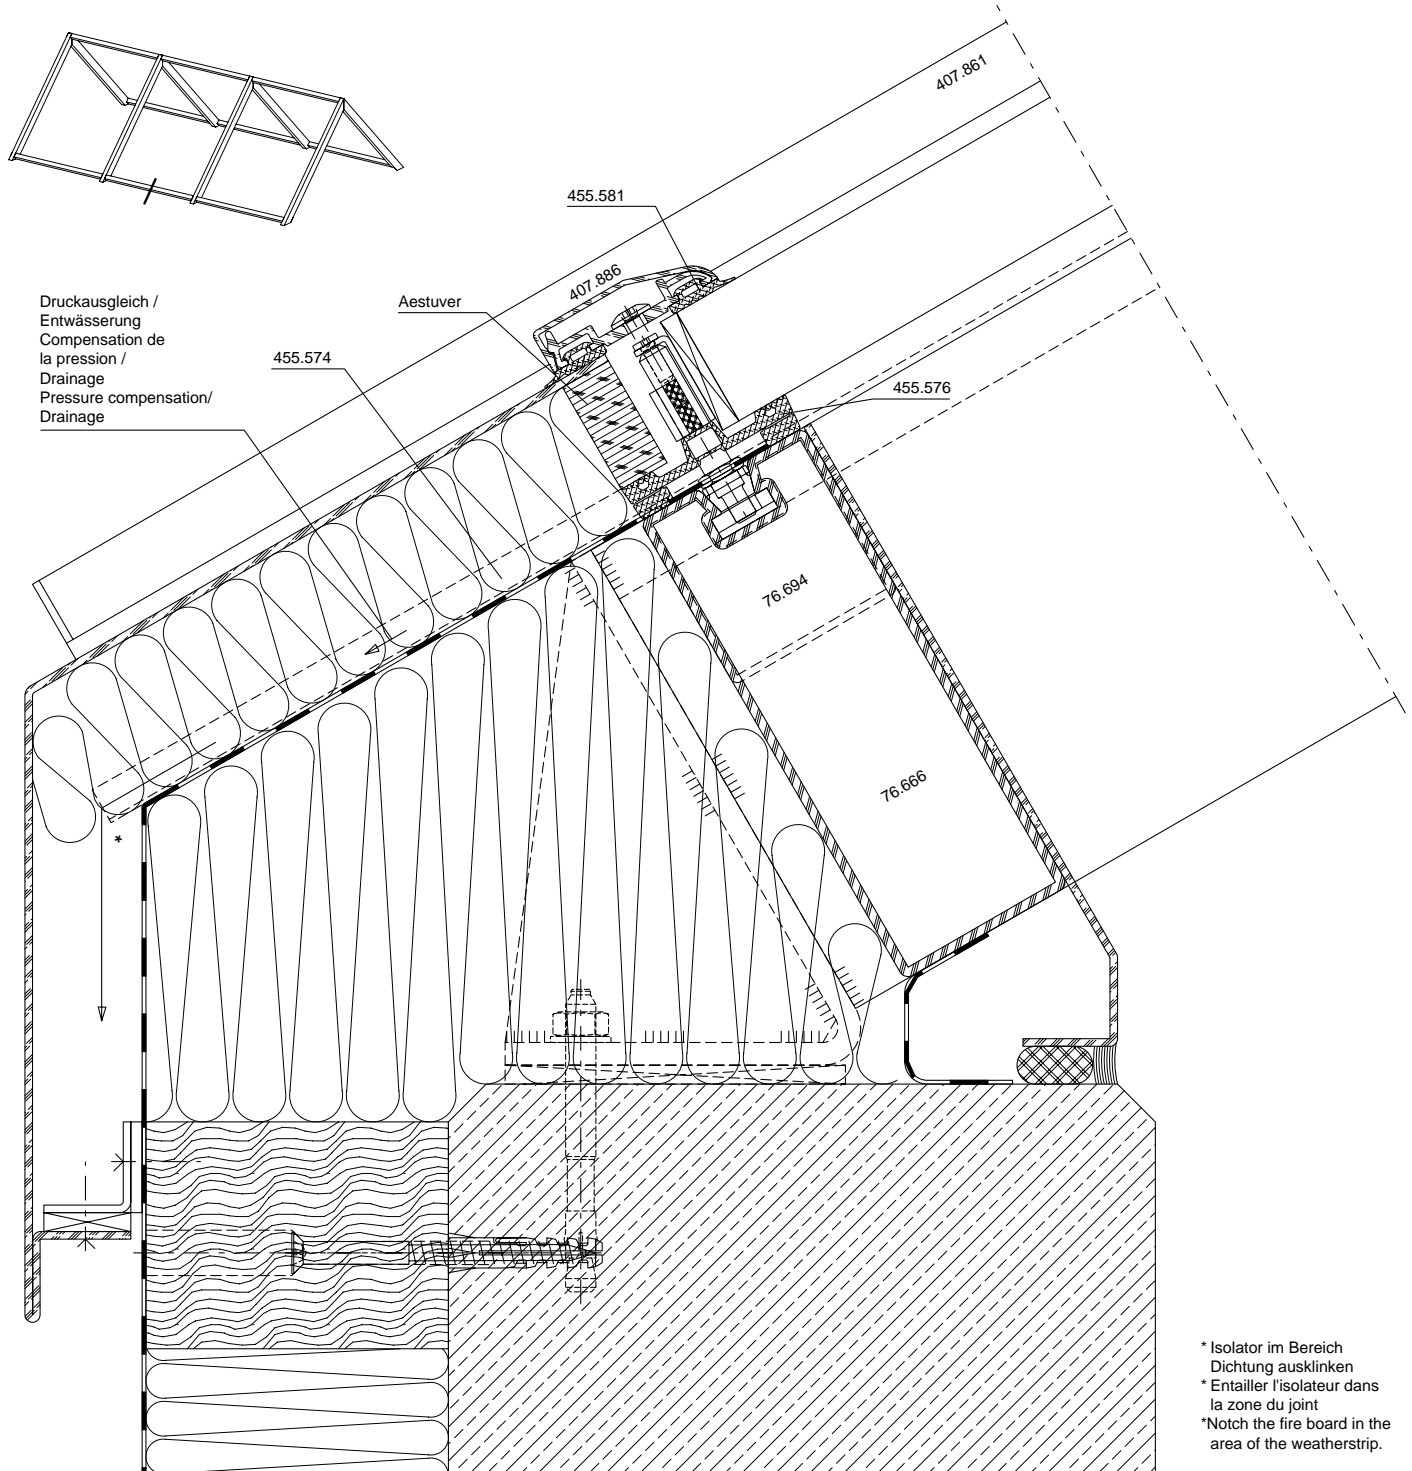 407.861
455.581
407.886
Druckausgleich /
Entwässerung
Compensation de
la pression /
Drainage
Pressure compensation/
Drainage
Aestuver
455.574
455.576
76.694
76.666
*
* Isolator im Bereich
Dichtung ausklinken
* Entailler l'isolateur dans
la zone du joint
*Notch the fire board in the
area of the weatherstrip.